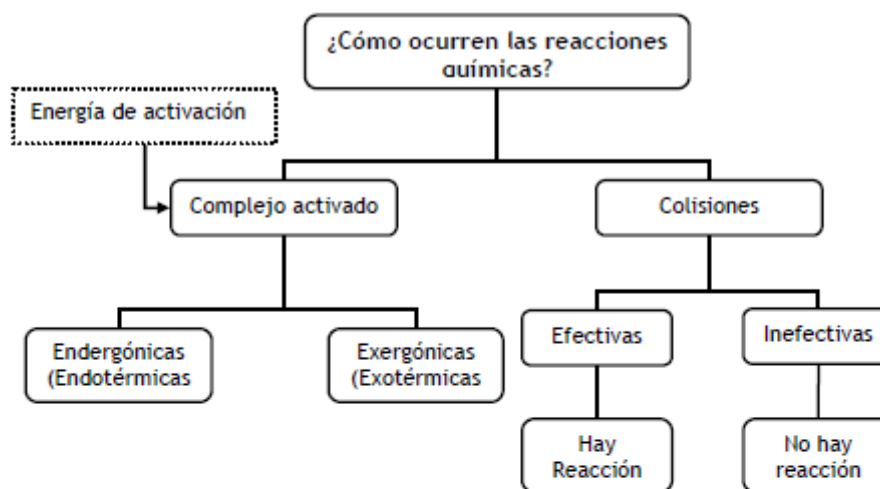 ¿Cómo ocurren las reacciones
químicas?
Energía de activación
Complejo activado
Colisiones
Endergónicas
(Endotérmicas
Exergónicas
(Exotérmicas
Efectivas
Inefectivas
Hay
Reacción
No hay
reacción